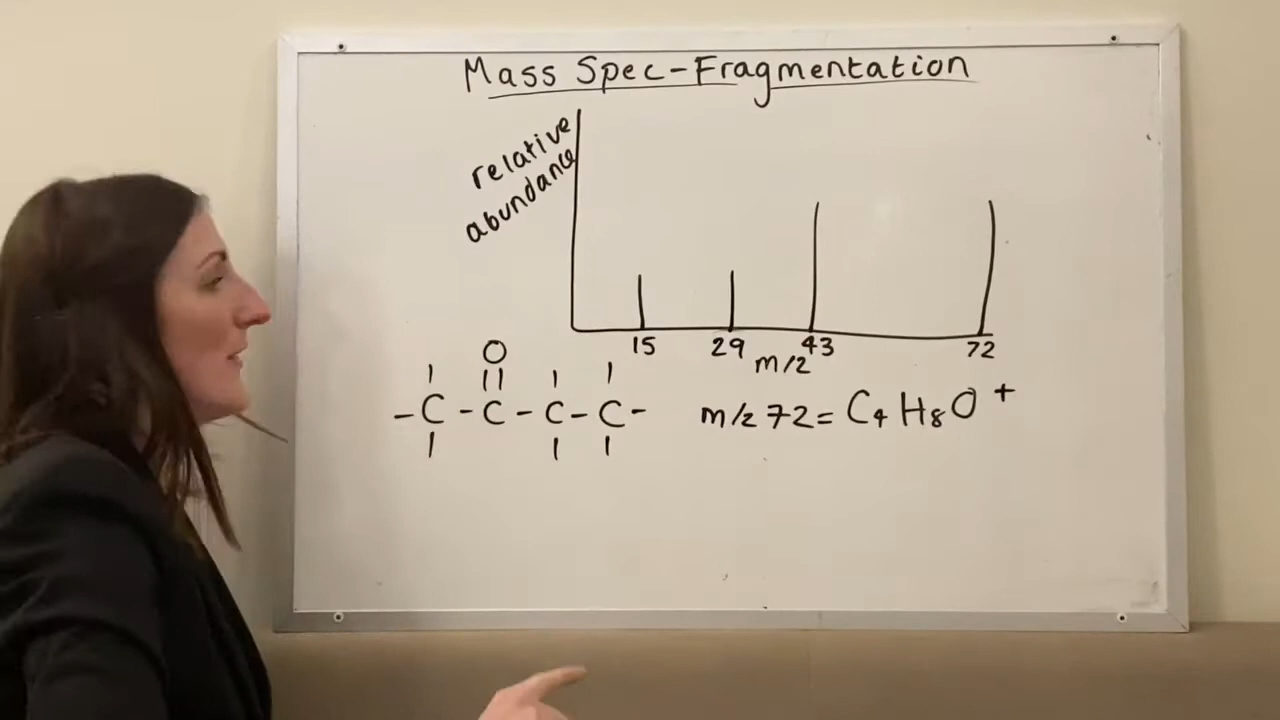 Mass Spec-Fragmentation
relative
abundance
15 29 43 72
m/z
O
-C-C-C-C-
m/z 72= C4H8O+